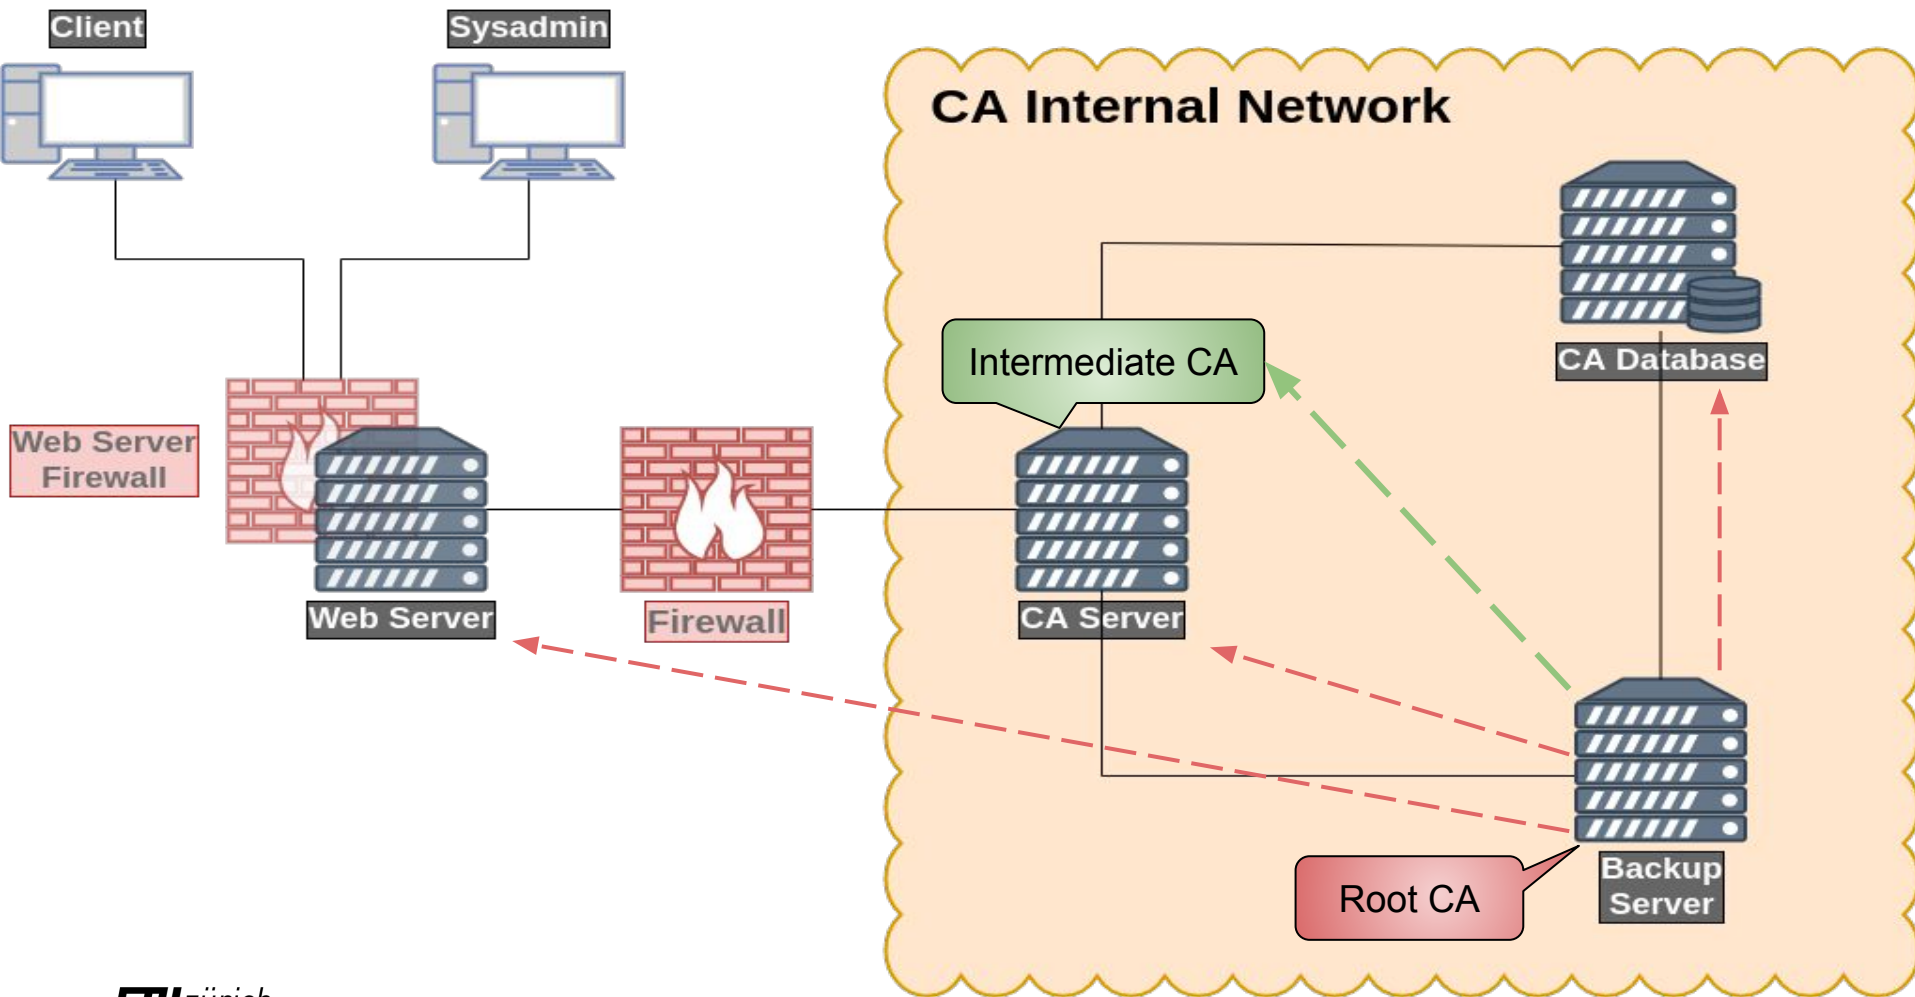 Client
Sysadmin
CA Internal Network
Intermediate CA
CA Database
Web Server
Firewall
Web Server
Firewall
CA Server
Root CA
Backup
Server